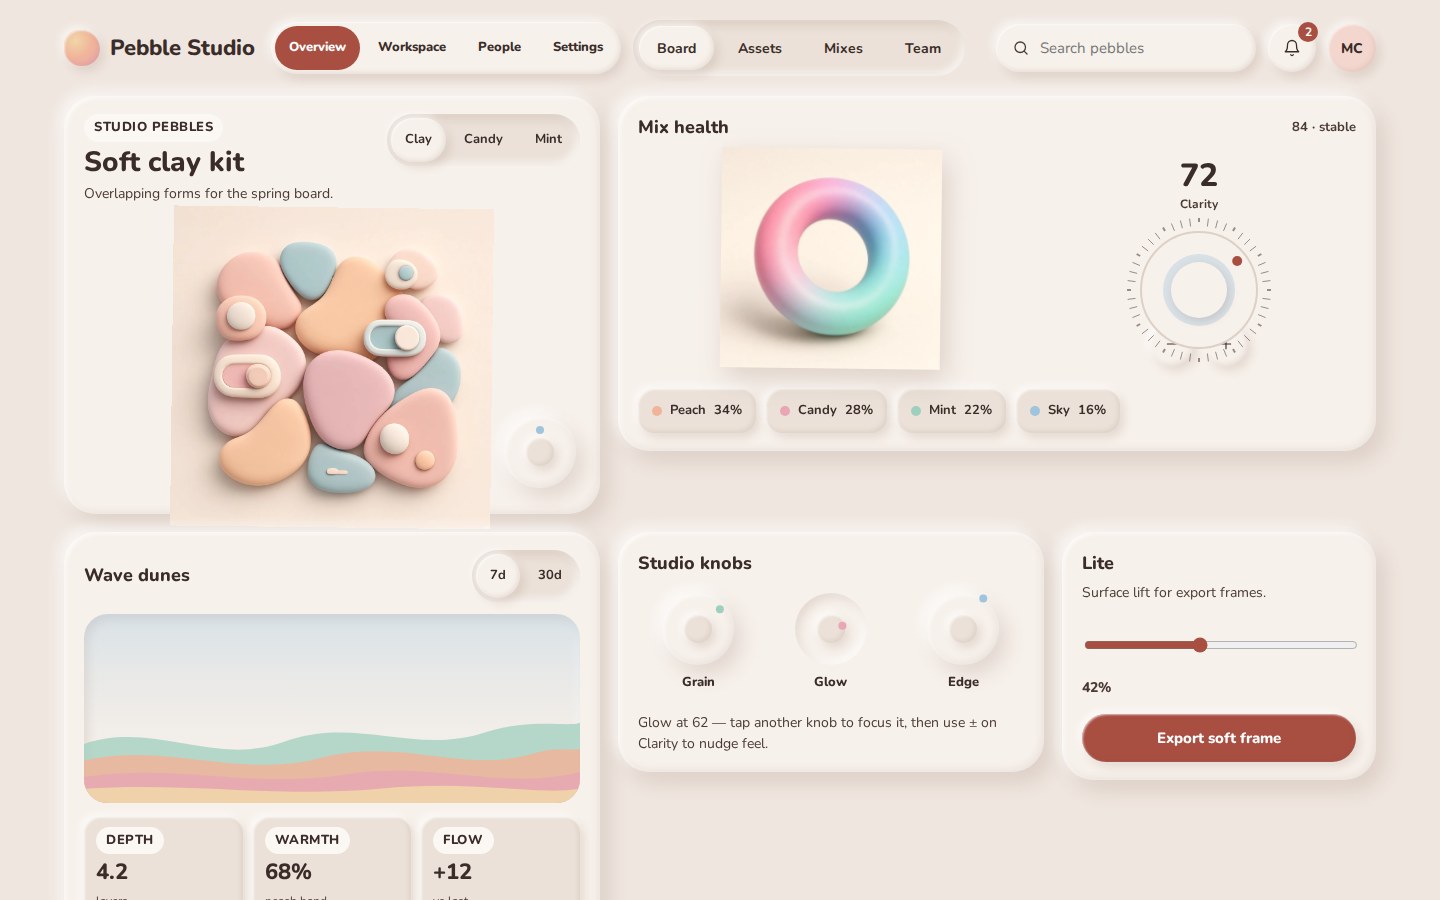 Pebble Studio
Overview
Workspace
People
Settings
Board
Assets
Mixes
Team
Search pebbles
2
MC
STUDIO PEBBLES
Soft clay kit
Overlapping forms for the spring board.
Clay
Candy
Mint
Mix health
84 · stable
72
Clarity
− +
Peach 34%
Candy 28%
Mint 22%
Sky 16%
Wave dunes
7d
30d
DEPTH
4.2
WARMTH
68%
FLOW
+12
Studio knobs
Grain
Glow
Edge
Glow at 62 — tap another knob to focus it, then use ± on
Clarity to nudge feel.
Lite
Surface lift for export frames.
42%
Export soft frame